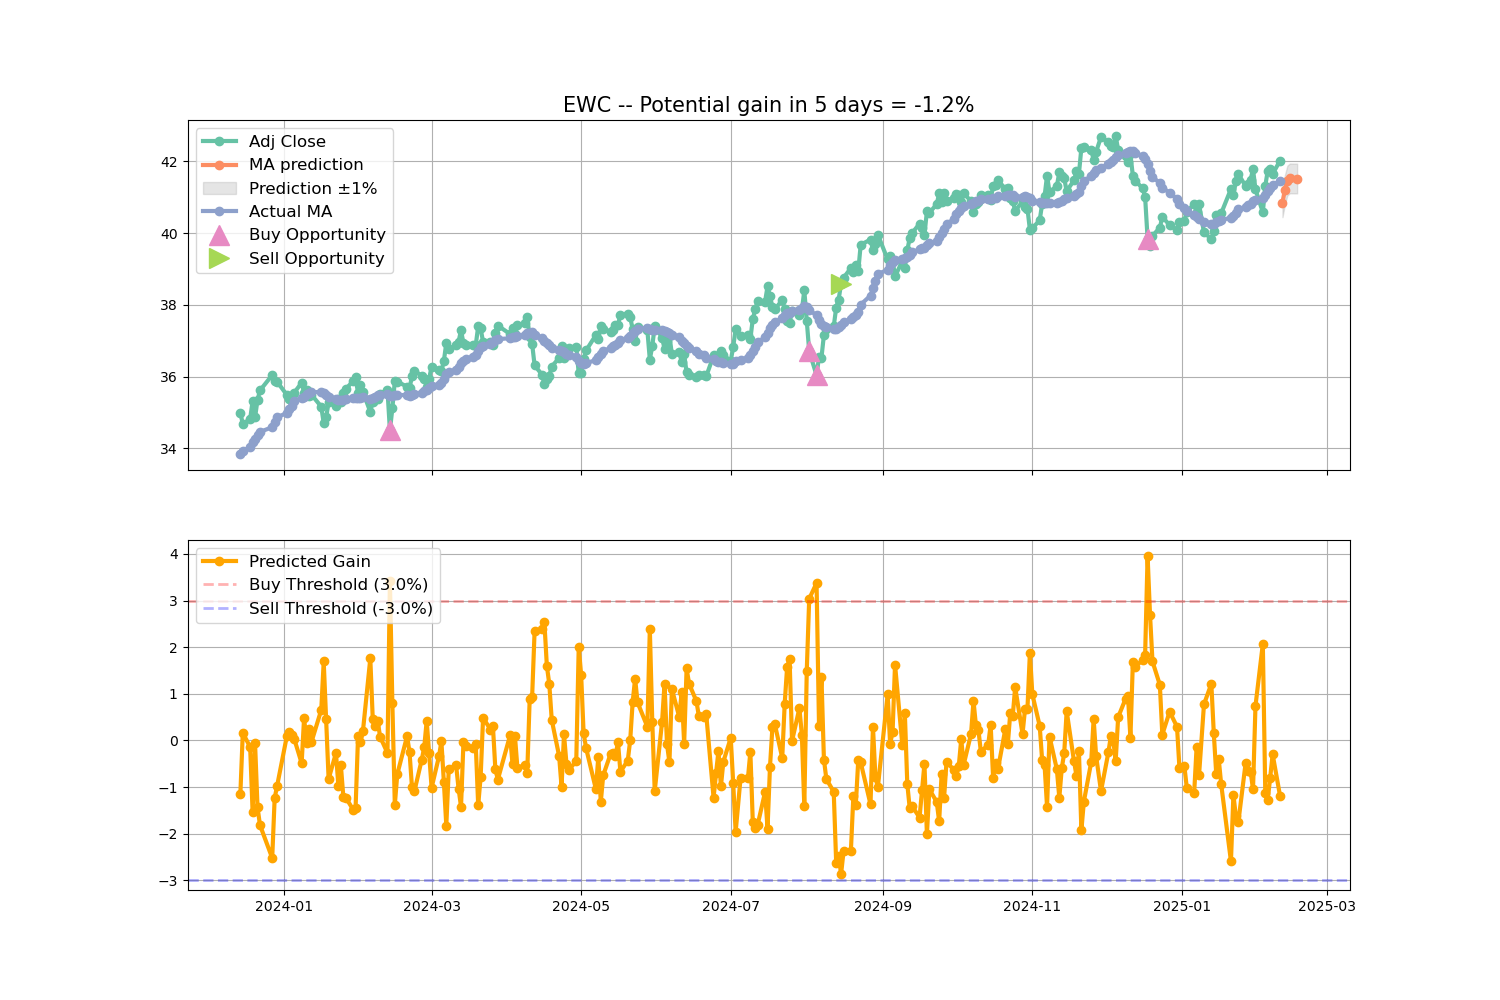 EWC -- Potential gain in 5 days = -1.2%
Adj Close
MA prediction
Prediction ±1%
Actual MA
Buy Opportunity
Sell Opportunity
42
40
38
36
34
Predicted Gain
Buy Threshold (3.0%)
Sell Threshold (-3.0%)
4
3
2
1
0
−1
−2
−3
2024-01 2024-03 2024-05 2024-07 2024-09 2024-11 2025-01 2025-03